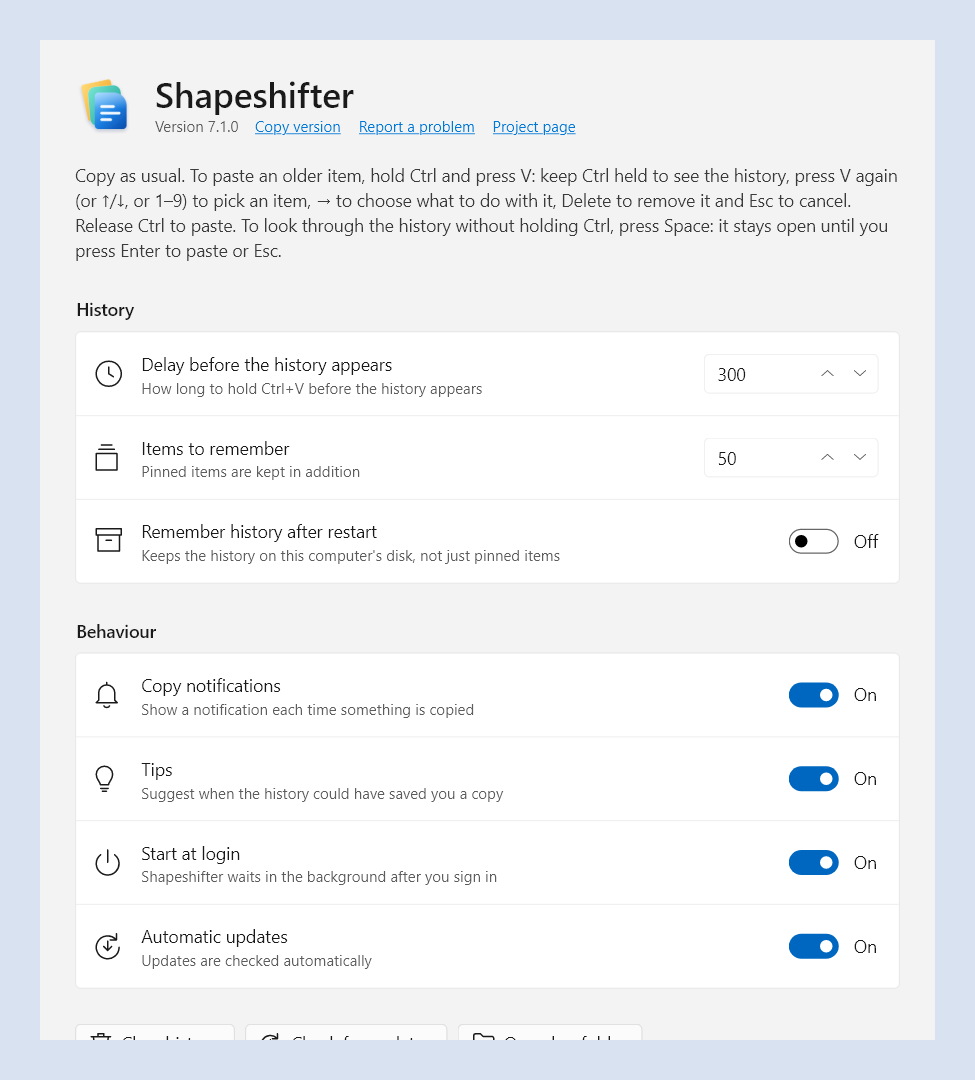 Shapeshifter
Version 7.1.0 Copy version Report a problem Project page
Copy as usual. To paste an older item, hold Ctrl and press V: keep Ctrl held to see the history, press V again
(or ↑/↓, or 1–9) to pick an item, → to choose what to do with it, Delete to remove it and Esc to cancel.
Release Ctrl to paste. To look through the history without holding Ctrl, press Space: it stays open until you
press Enter to paste or Esc.
History
Delay before the history appears
How long to hold Ctrl+V before the history appears
300
Items to remember
Pinned items are kept in addition
50
Remember history after restart
Keeps the history on this computer's disk, not just pinned items
Off
Behaviour
Copy notifications
Show a notification each time something is copied
On
Tips
Suggest when the history could have saved you a copy
On
Start at login
Shapeshifter waits in the background after you sign in
On
Automatic updates
Updates are checked automatically
On